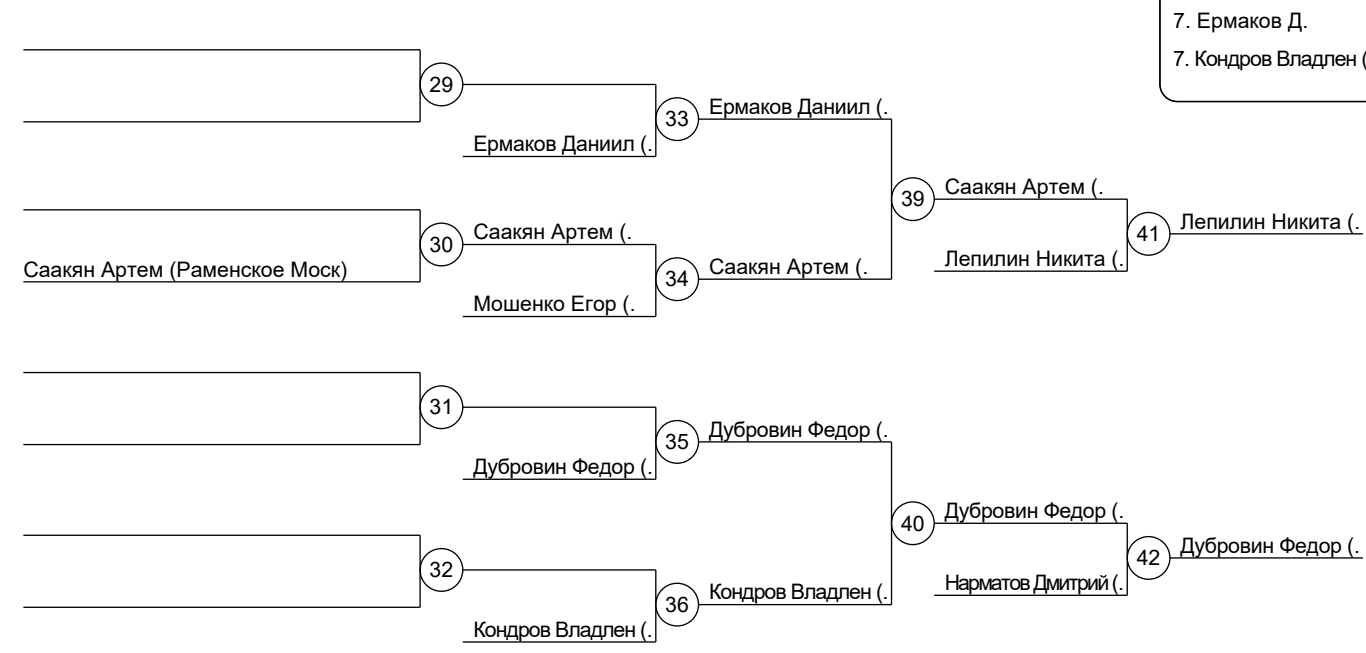 7. Ермаков Д.
7. Кондров Владлен (
29
33
Ермаков Даниил (.
Ермаков Даниил (.
39
Саакян Артем (.
30
Саакян Артем (.
41
Лепилин Никита (.
Саакян Артем (Раменское Моск)
34
Саакян Артем (.
Лепилин Никита (.
Мошенко Егор (.
31
35
Дубровин Федор (.
Дубровин Федор (.
40
Дубровин Федор (.
32
42
Дубровин Федор (.
36
Кондров Владлен (.
Нарматов Дмитрий (.
Кондров Владлен (.